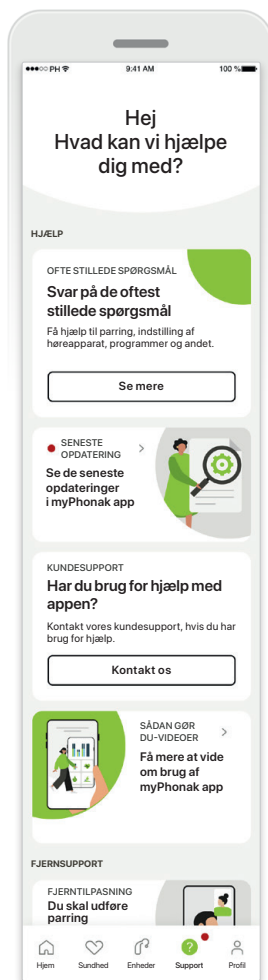 PH 9:41 AM 100 %
Hej
Hvad kan vi hjælpe
dig med?
HJÆLP
OFTE STILLEDE SPØRGSMÅL
Svar på de oftest
stillede spørgsmål
Få hjælp til parring, indstilling af
høreapparat, programmer og andet.
Se mere
SENESTE
OPDATERING
Se de seneste
opdateringer
i myPhonak app
KUNDESUPPORT
Har du brug for hjælp med
appen?
Kontakt vores kundesupport, hvis du har
brug for hjælp.
Kontakt os
SÅDAN GØR
DU-VIDEOER
Få mere at vide
om brug af
myPhonak app
FJERNSUPPORT
FJERNTILPASNING
Du skal udføre
parring
?
Hjem Sundhed Enheder Support Profil